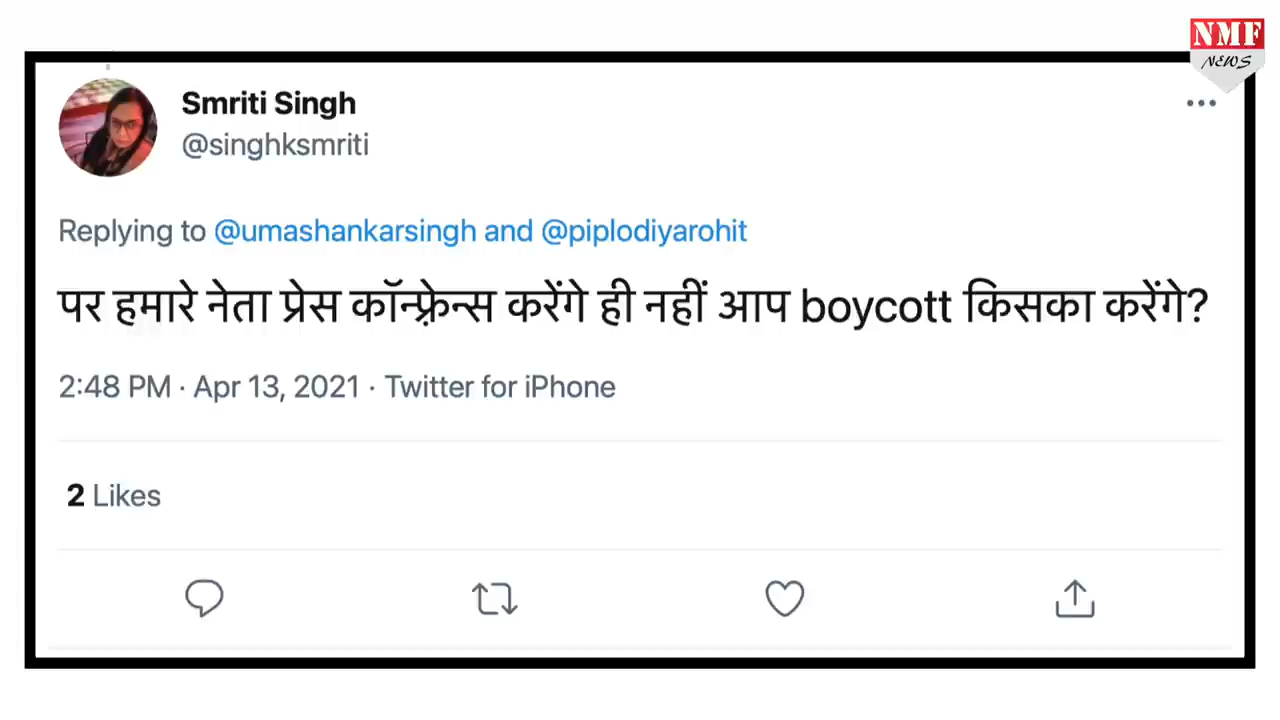 NMF
NEWS
Smriti Singh
@singhksmriti
Replying to @umashankarsingh and @piplodiyarohit
पर हमारे नेता प्रेस कॉन्फ़्रेन्स करेंगे ही नहीं आप boycott किसका करेंगे?
2:48 PM · Apr 13, 2021 · Twitter for iPhone
2 Likes